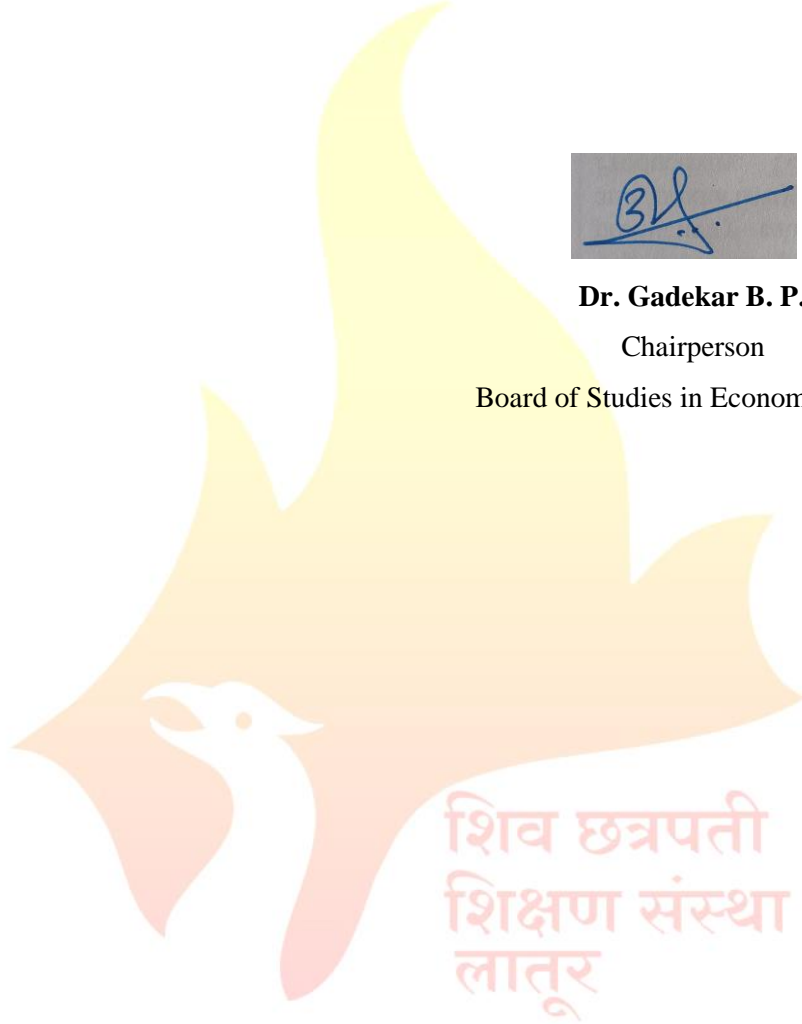 Dr. Gadekar B. P.
Chairperson
Board of Studies in Econom
शिव छत्रपती
शिक्षण संस्था
लातूर